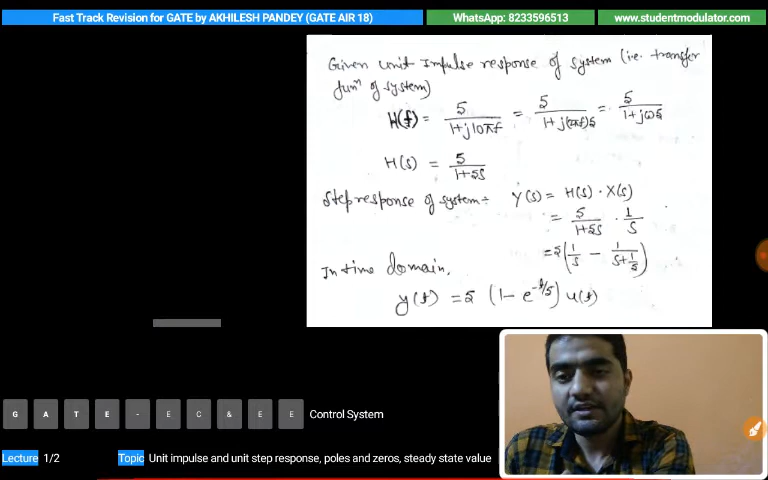 Fast Track Revision for GATE by AKHILESH PANDEY (GATE AIR 18)
WhatsApp: 8233596513
www.studentmodulator.com
Given unit Impulse response of system (i.e. transfer
funⁿ of system)
H(f) = 5/(1+j10πf) = 5/(1+j(2πf)5) = 5/(1+jω5)
H(s) = 5/(1+5s)
Step response of system÷ Y(s) = H(s)·X(s)
= 5/(1+5s) · 1/s
= 5(1/s − 1/(s+1/5))
In time domain,
y(t) = 5 (1− e^(-t/5)) u(t)
G A T E - E C & E E Control System
Lecture 1/2 Topic Unit impulse and unit step response, poles and zeros, steady state value